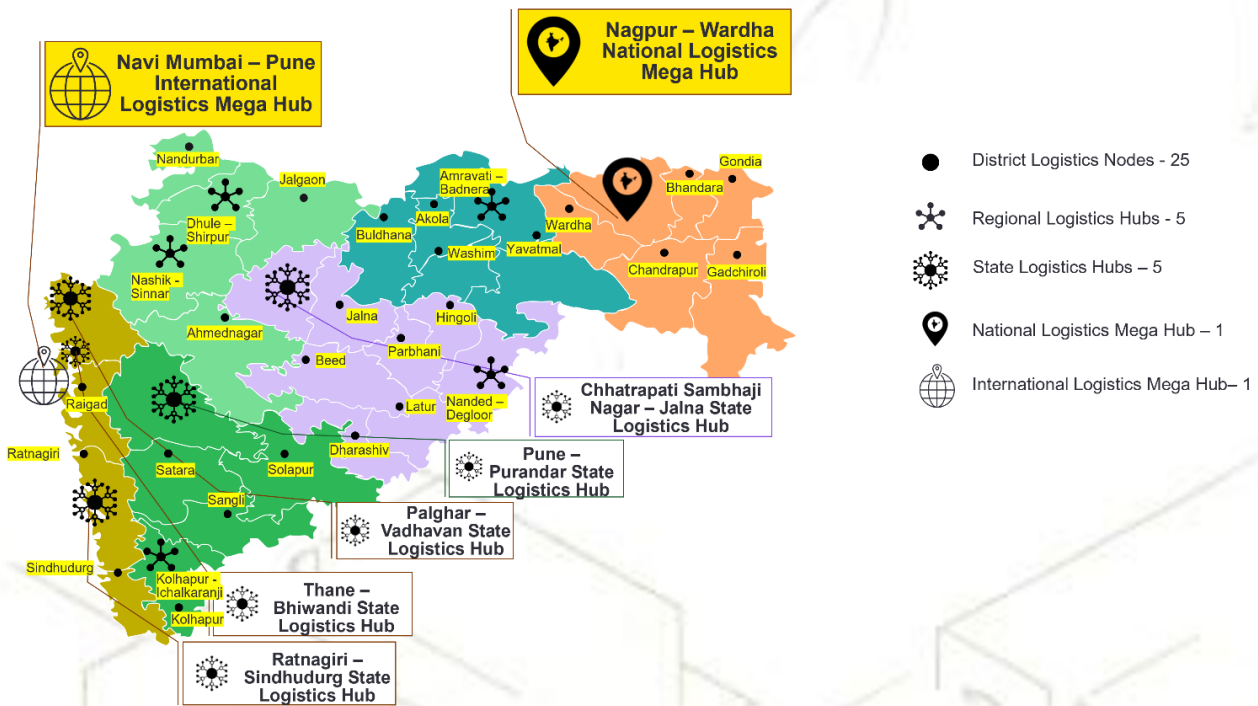 Navi Mumbai – Pune
International
Logistics Mega Hub
Nagpur – Wardha
National Logistics
Mega Hub
Nandurbar
Jalgaon
Dhule –
Shirpur
Nashik -
Sinnar
Ahmednagar
Amravati –
Badnera
Akola
Buldhana
Washim
Yavatmal
Wardha
Bhandara
Gondia
Chandrapur
Gadchiroli
Jalna
Hingoli
Parbhani
Beed
Latur
Nanded –
Degloor
Dharashiv
Raigad
Ratnagiri
Satara
Solapur
Sangli
Sindhudurg
Kolhapur -
Ichalkaranji
Kolhapur
Chhatrapati Sambhaji
Nagar – Jalna State
Logistics Hub
Pune –
Purandar State
Logistics Hub
Palghar –
Vadhavan State
Logistics Hub
Thane –
Bhiwandi State
Logistics Hub
Ratnagiri –
Sindhudurg State
Logistics Hub
District Logistics Nodes - 25
Regional Logistics Hubs - 5
State Logistics Hubs – 5
National Logistics Mega Hub – 1
International Logistics Mega Hub– 1